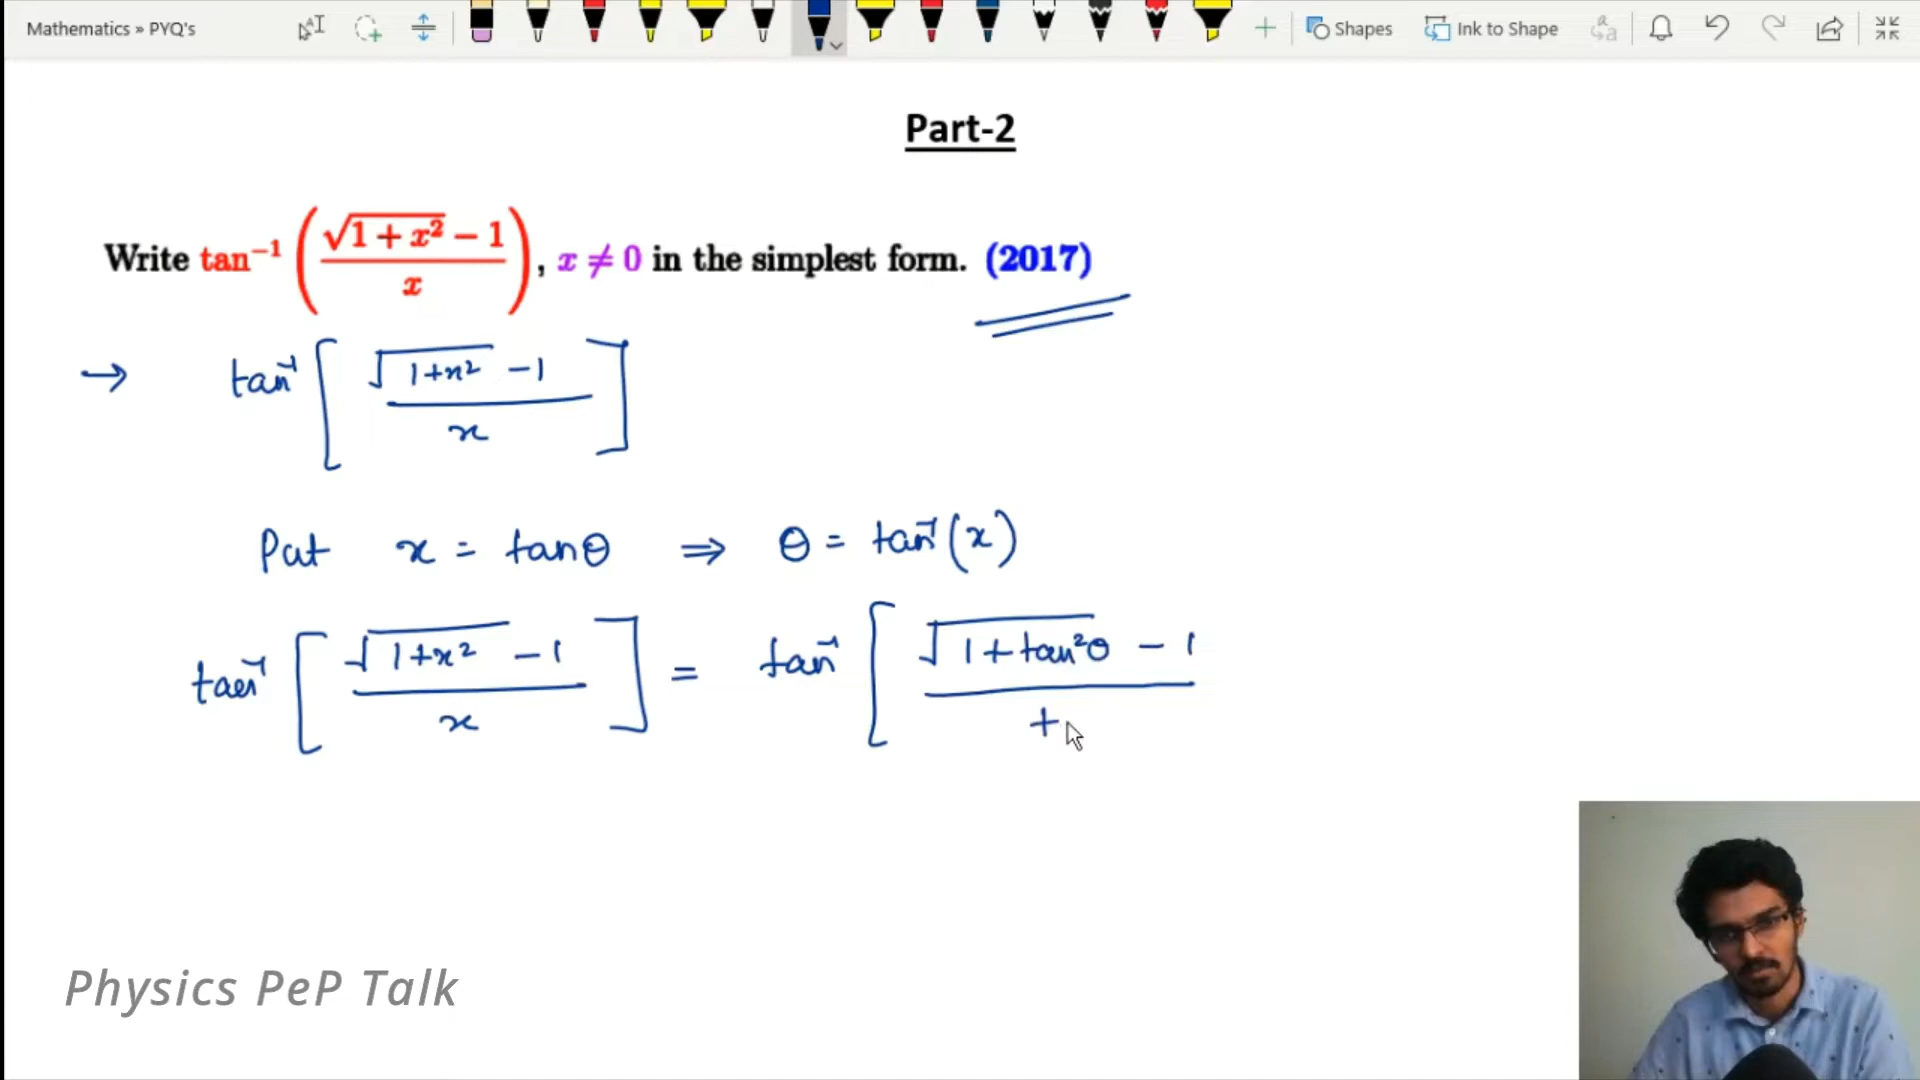 Mathematics » PYQ's
Shapes
Ink to Shape
Part-2
Write tan⁻¹ ( (√(1 + x²) − 1) / x ), x ≠ 0 in the simplest form. (2017)
→ tan⁻¹ [ (√(1+x²) − 1) / x ]
Put x = tanθ ⇒ θ = tan⁻¹(x)
tan⁻¹ [ (√(1+x²) − 1) / x ] = tan⁻¹ [ (√(1+tan²θ) − 1) / t
Physics PeP Talk